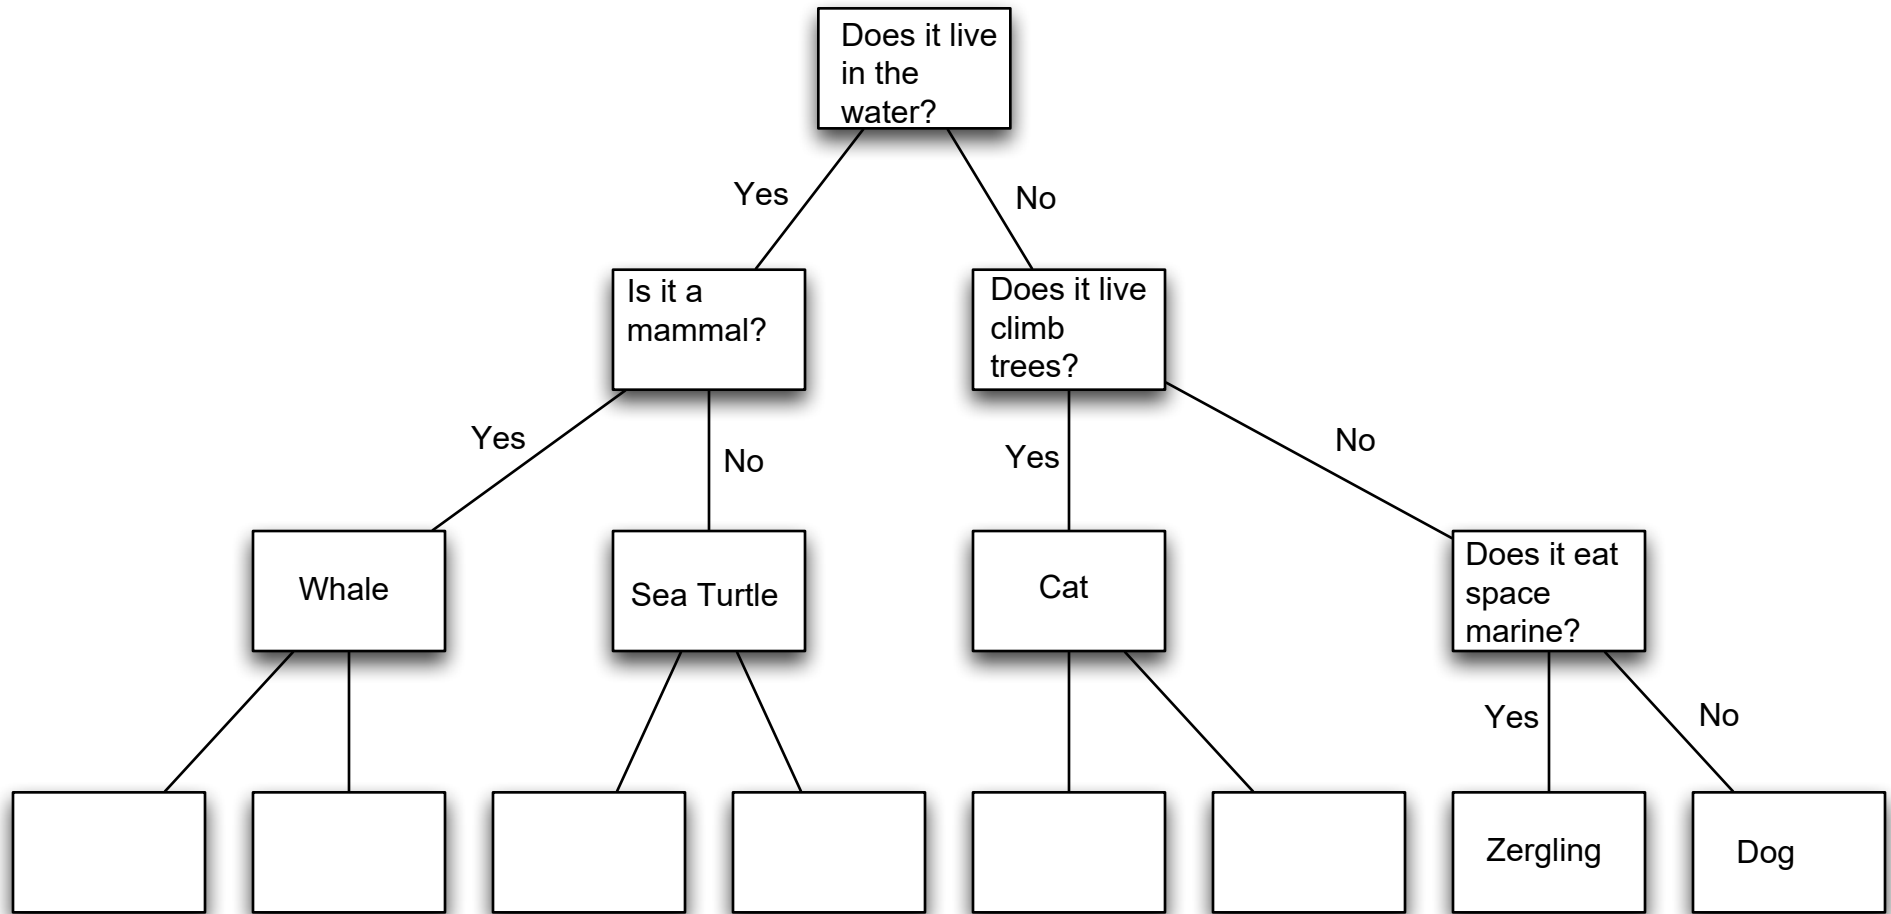 Does it live
in the
water?
Yes
No
Is it a
mammal?
Does it live
climb
trees?
Yes
No
Yes
No
Whale
Sea Turtle
Cat
Does it eat
space
marine?
Yes
No
Zergling
Dog